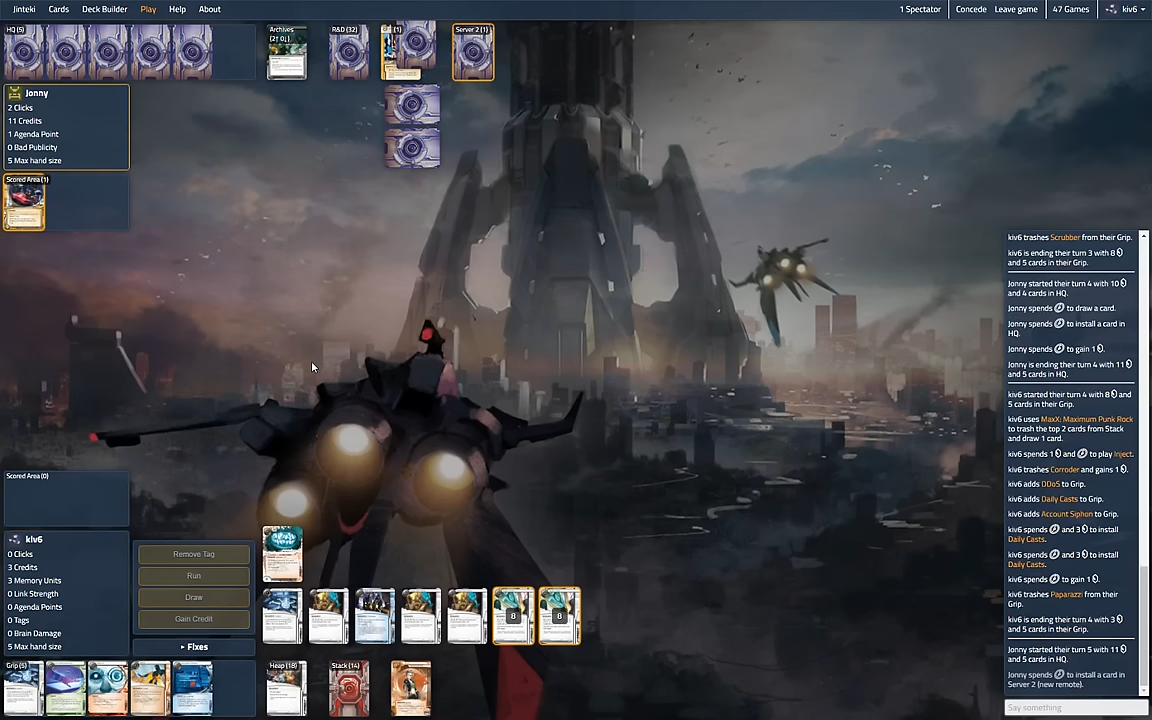 Jinteki Cards Deck Builder Play Help About
1 Spectator Concede Leave game 47 Games kiv6
HQ (5)
Archives
(2↑ 0↓)
R&D (32)
(1)
Server 2 (1)
Jonny
2 Clicks
11 Credits
1 Agenda Point
0 Bad Publicity
5 Max hand size
Scored Area (1)
Scored Area (0)
kiv6
0 Clicks
3 Credits
3 Memory Units
0 Link Strength
0 Agenda Points
0 Tags
0 Brain Damage
5 Max hand size
Remove Tag
Run
Draw
Gain Credit
Fixes
8
8
Grip (5)
Heap (18)
Stack (14)
kiv6 trashes Scrubber from their Grip.
kiv6 is ending their turn 3 with 8
and 5 cards in their Grip.
Jonny started their turn 4 with 10
and 4 cards in HQ.
Jonny spends to draw a card.
Jonny spends to install a card in
HQ.
Jonny spends to gain 1 .
Jonny is ending their turn 4 with 11
and 5 cards in HQ.
kiv6 started their turn 4 with 8 and
5 cards in their Grip.
kiv6 uses MaxX: Maximum Punk Rock
to trash the top 2 cards from Stack
and draw 1 card.
kiv6 spends 1 and to play Inject.
kiv6 trashes Corroder and gains 1 .
kiv6 adds DDoS to Grip.
kiv6 adds Daily Casts to Grip.
kiv6 adds Account Siphon to Grip.
kiv6 spends and 3 to install
Daily Casts.
kiv6 spends and 3 to install
Daily Casts.
kiv6 spends to gain 1 .
kiv6 trashes Paparazzi from their
Grip.
kiv6 is ending their turn 4 with 3
and 5 cards in their Grip.
Jonny started their turn 5 with 11
and 5 cards in HQ.
Jonny spends to install a card in
Server 2 (new remote).
Say something